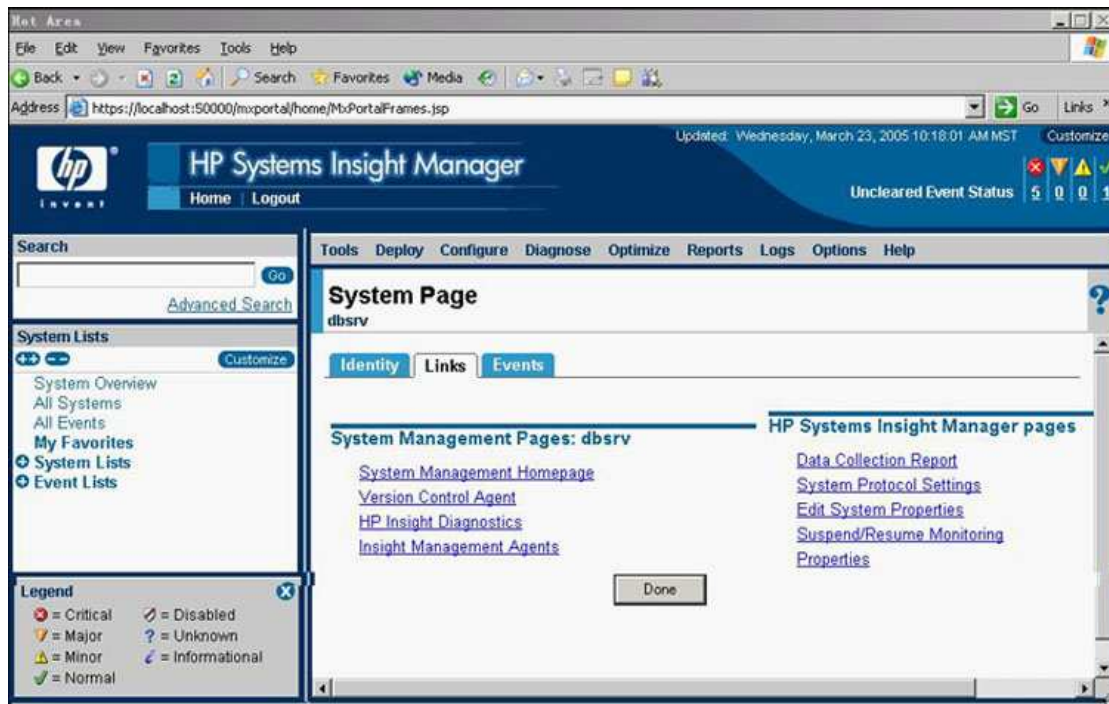 Hot Area
File Edit View Favorites Tools Help
Back Search Favorites Media
Address https://localhost:50000/mxportal/home/MxPortalFrames.jsp Go Links »
Updated: Wednesday, March 23, 2005 10:18:01 AM MST Customize
hp
invent
HP Systems Insight Manager
Home | Logout
Uncleared Event Status 5 0 0 1
Search
Go
Advanced Search
System Lists
Customize
System Overview
All Systems
All Events
My Favorites
System Lists
Event Lists
Legend
= Critical = Disabled
= Major ? = Unknown
= Minor i = Informational
= Normal
Tools Deploy Configure Diagnose Optimize Reports Logs Options Help
System Page
dbsrv
?
Identity Links Events
System Management Pages: dbsrv
System Management Homepage
Version Control Agent
HP Insight Diagnostics
Insight Management Agents
HP Systems Insight Manager pages
Data Collection Report
System Protocol Settings
Edit System Properties
Suspend/Resume Monitoring
Properties
Done